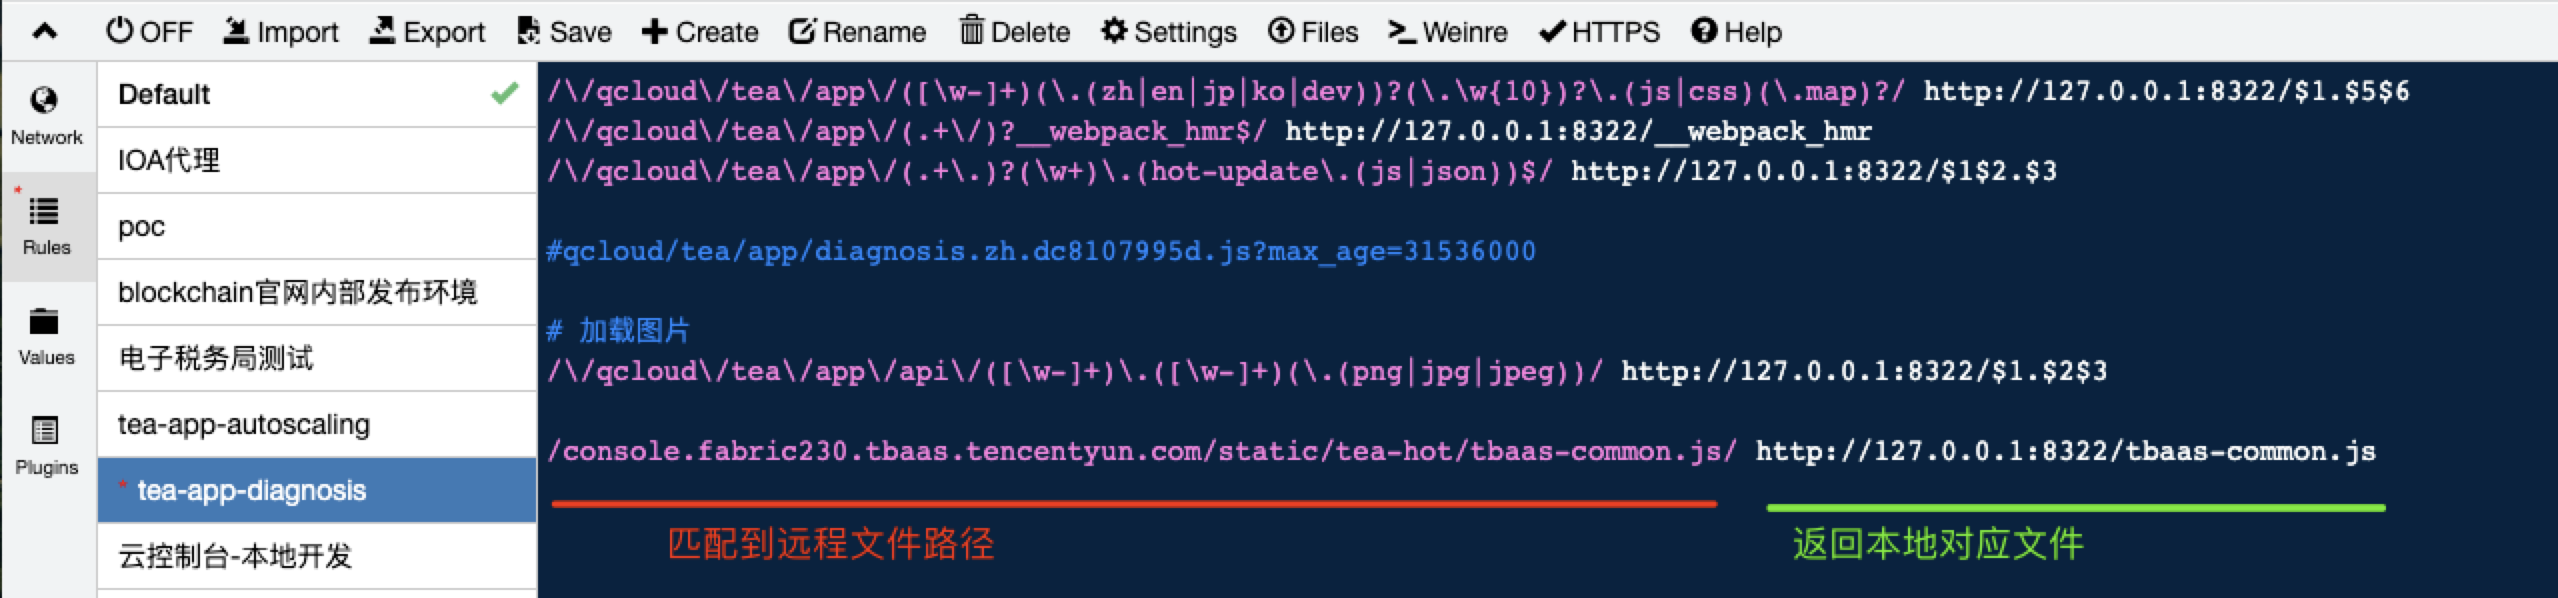 OFF Import Export Save Create Rename Delete Settings Files Weinre HTTPS Help
Network
* Rules
Values
Plugins
Default
IOA代理
poc
blockchain官网内部发布环境
电子税务局测试
tea-app-autoscaling
* tea-app-diagnosis
云控制台-本地开发
/\/qcloud\/tea\/app\/([\w-]+)(\.(zh|en|jp|ko|dev))?(\.\w{10})?\.(js|css)(\.map)?/ http://127.0.0.1:8322/$1.$5$6
/\/qcloud\/tea\/app\/(.+\/)?__webpack_hmr$/ http://127.0.0.1:8322/__webpack_hmr
/\/qcloud\/tea\/app\/(.+\.)?(\w+)\.(hot-update\.(js|json))$/ http://127.0.0.1:8322/$1$2.$3
#qcloud/tea/app/diagnosis.zh.dc8107995d.js?max_age=31536000
# 加载图片
/\/qcloud\/tea\/app\/api\/([\w-]+)\.([\w-]+)(\.(png|jpg|jpeg))/ http://127.0.0.1:8322/$1.$2$3
/console.fabric230.tbaas.tencentyun.com/static/tea-hot/tbaas-common.js/ http://127.0.0.1:8322/tbaas-common.js
匹配到远程文件路径
返回本地对应文件